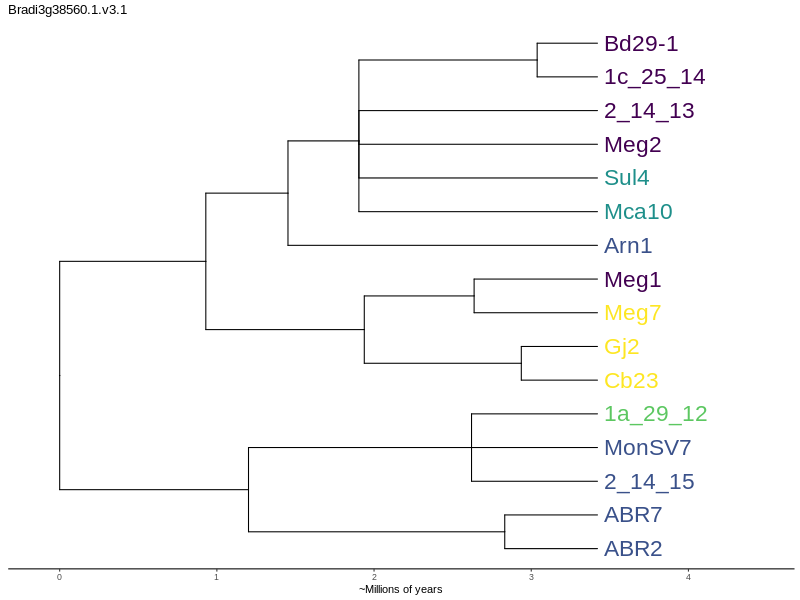 Bradi3g38560.1.v3.1
Bd29-1
1c_25_14
2_14_13
Meg2
Sul4
Mca10
Arn1
Meg1
Meg7
Gj2
Cb23
1a_29_12
MonSV7
2_14_15
ABR7
ABR2
0 1 2 3 4
~Millions of years